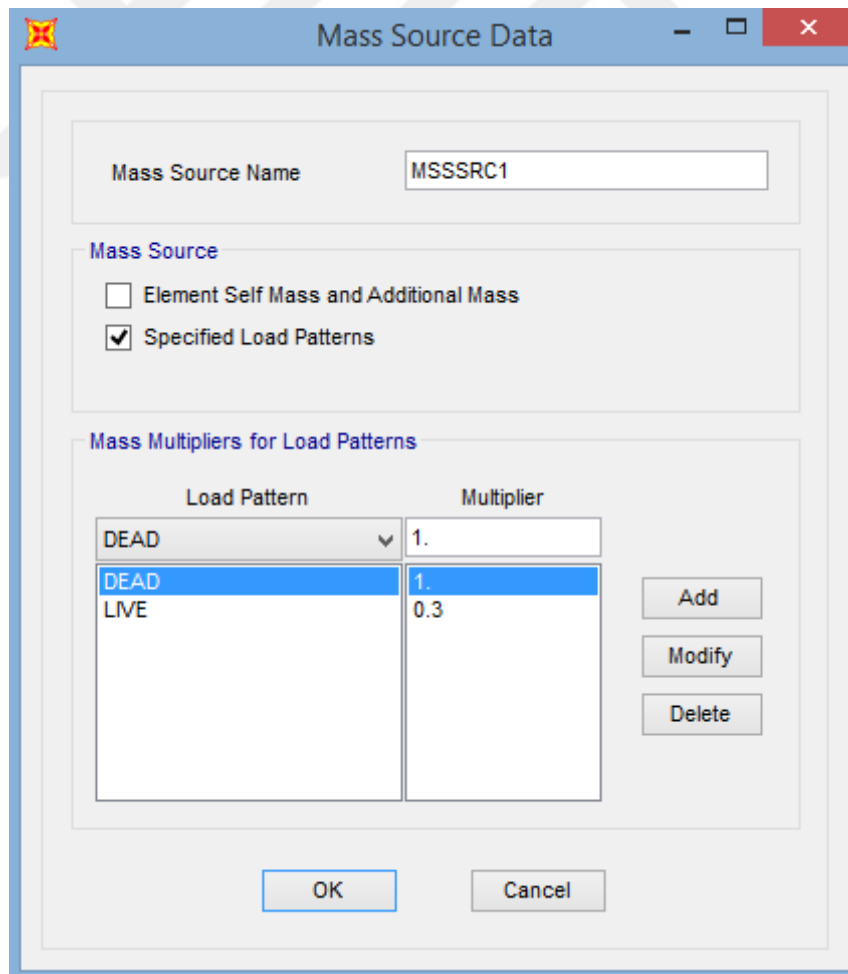 Mass Source Data
Mass Source Name MSSSRC1
Mass Source
Element Self Mass and Additional Mass
Specified Load Patterns
Mass Multipliers for Load Patterns
Load Pattern Multiplier
DEAD 1.
DEAD 1.
LIVE 0.3
Add
Modify
Delete
OK Cancel